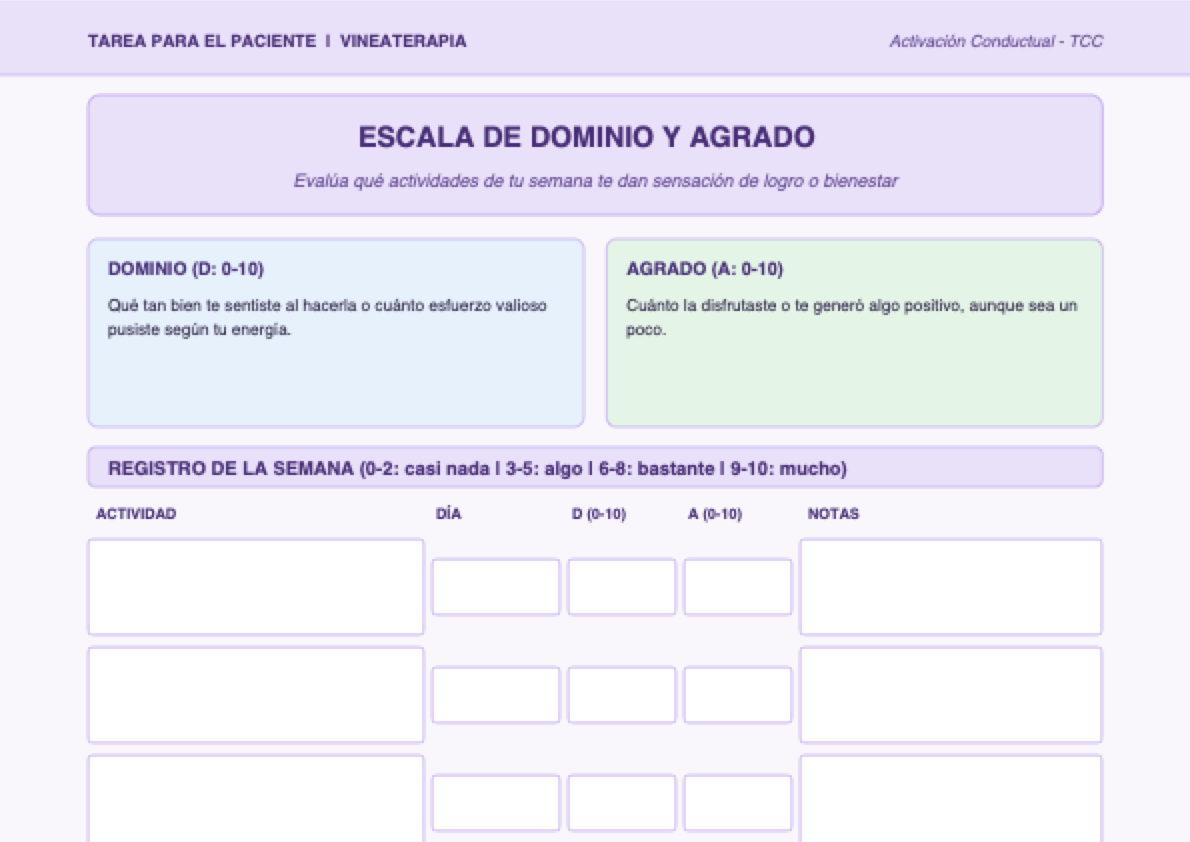 TAREA PARA EL PACIENTE | VINEATERAPIA
Activación Conductual - TCC
ESCALA DE DOMINIO Y AGRADO
Evalúa qué actividades de tu semana te dan sensación de logro o bienestar
DOMINIO (D: 0-10)
Qué tan bien te sentiste al hacerla o cuánto esfuerzo valioso
pusiste según tu energía.
AGRADO (A: 0-10)
Cuánto la disfrutaste o te generó algo positivo, aunque sea un
poco.
REGISTRO DE LA SEMANA (0-2: casi nada | 3-5: algo | 6-8: bastante | 9-10: mucho)
ACTIVIDAD DÍA D (0-10) A (0-10) NOTAS